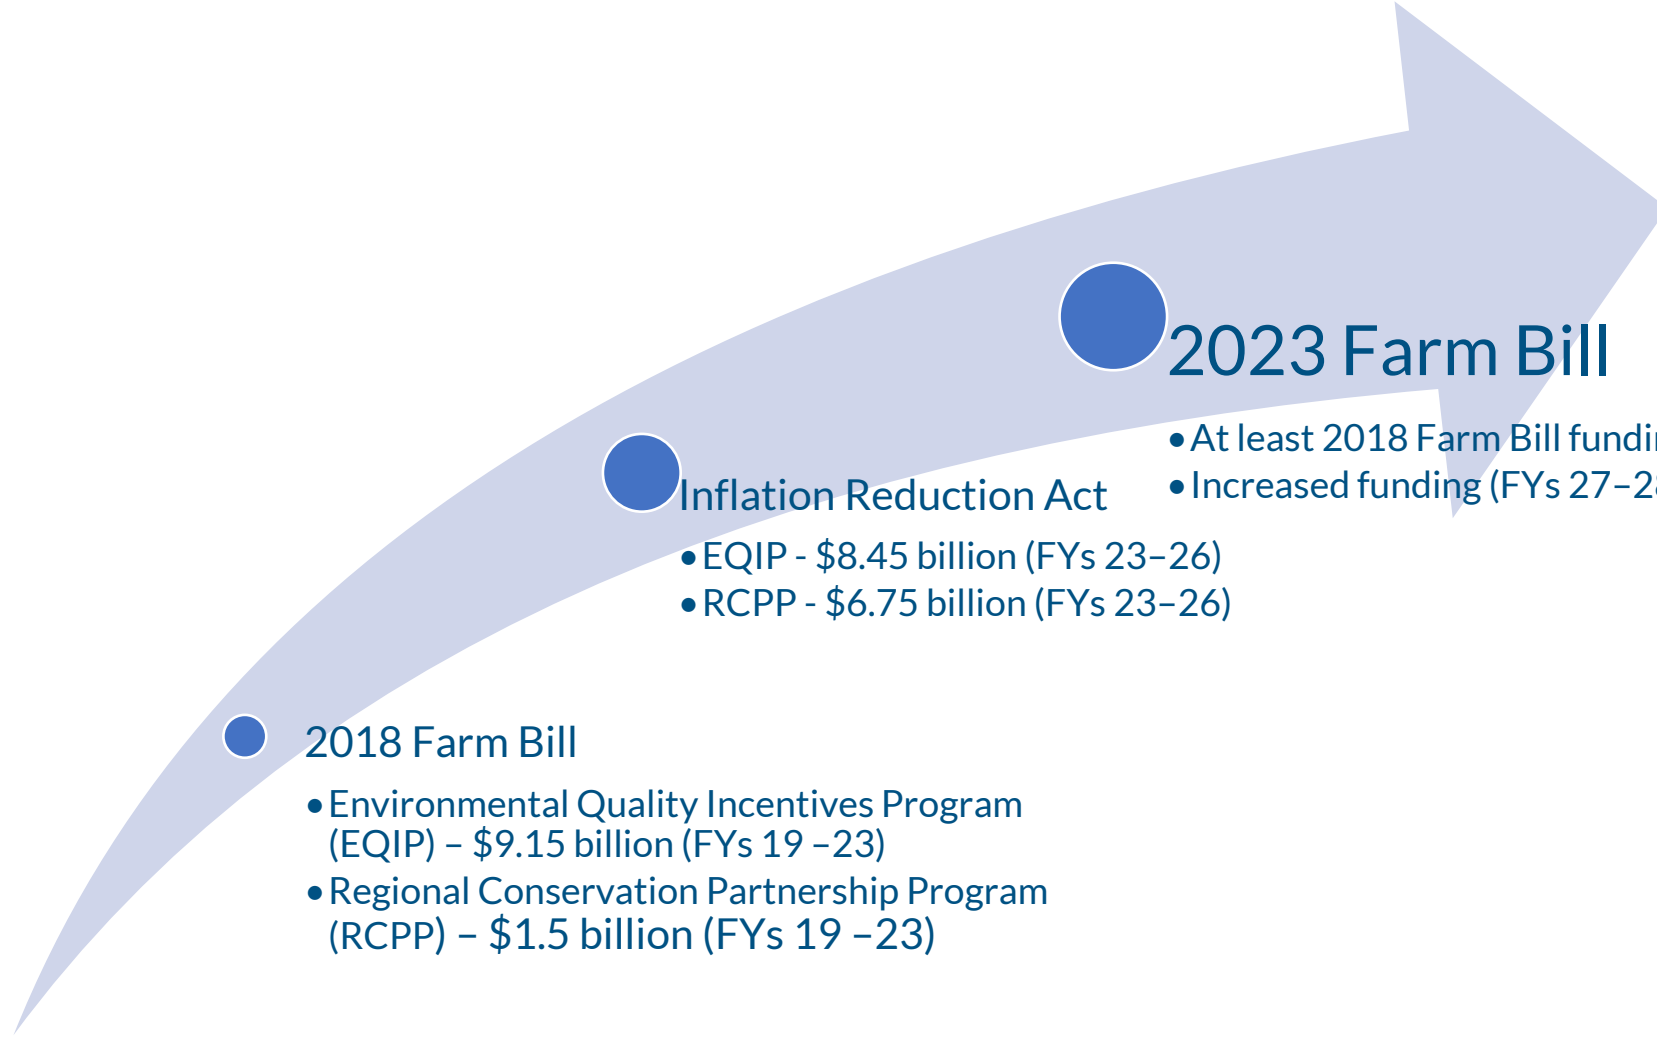 2023 Farm Bill
• At least 2018 Farm Bill
• Increased funding (FYs
Inflation Reduction Act
• EQIP - $8.45 billion (FYs 23–26)
• RCPP - $6.75 billion (FYs 23–26)
2018 Farm Bill
• Environmental Quality Incentives Program
(EQIP) – $9.15 billion (FYs 19 –23)
• Regional Conservation Partnership Program
(RCPP) – $1.5 billion (FYs 19 –23)